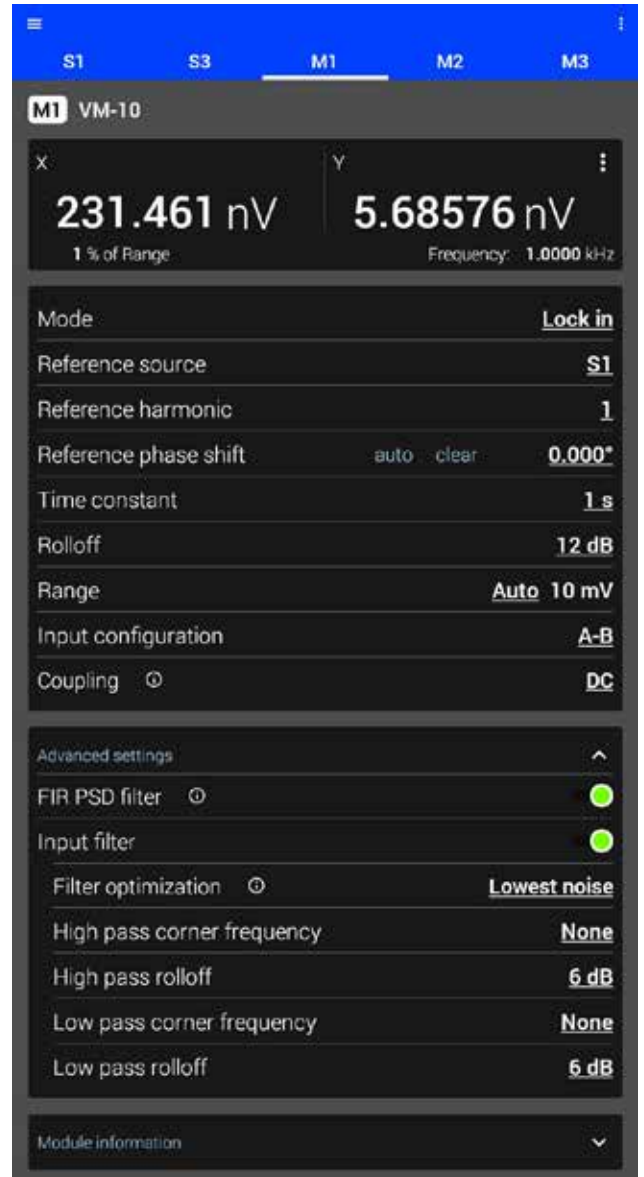 S1 S3 M1 M2 M3
M1 VM-10
X Y
231.461 nV 5.68576 nV
1 % of Range Frequency: 1.0000 kHz
Mode Lock in
Reference source S1
Reference harmonic 1
Reference phase shift auto clear 0.000°
Time constant 1 s
Rolloff 12 dB
Range Auto 10 mV
Input configuration A-B
Coupling DC
Advanced settings
FIR PSD filter
Input filter
Filter optimization Lowest noise
High pass corner frequency None
High pass rolloff 6 dB
Low pass corner frequency None
Low pass rolloff 6 dB
Module information